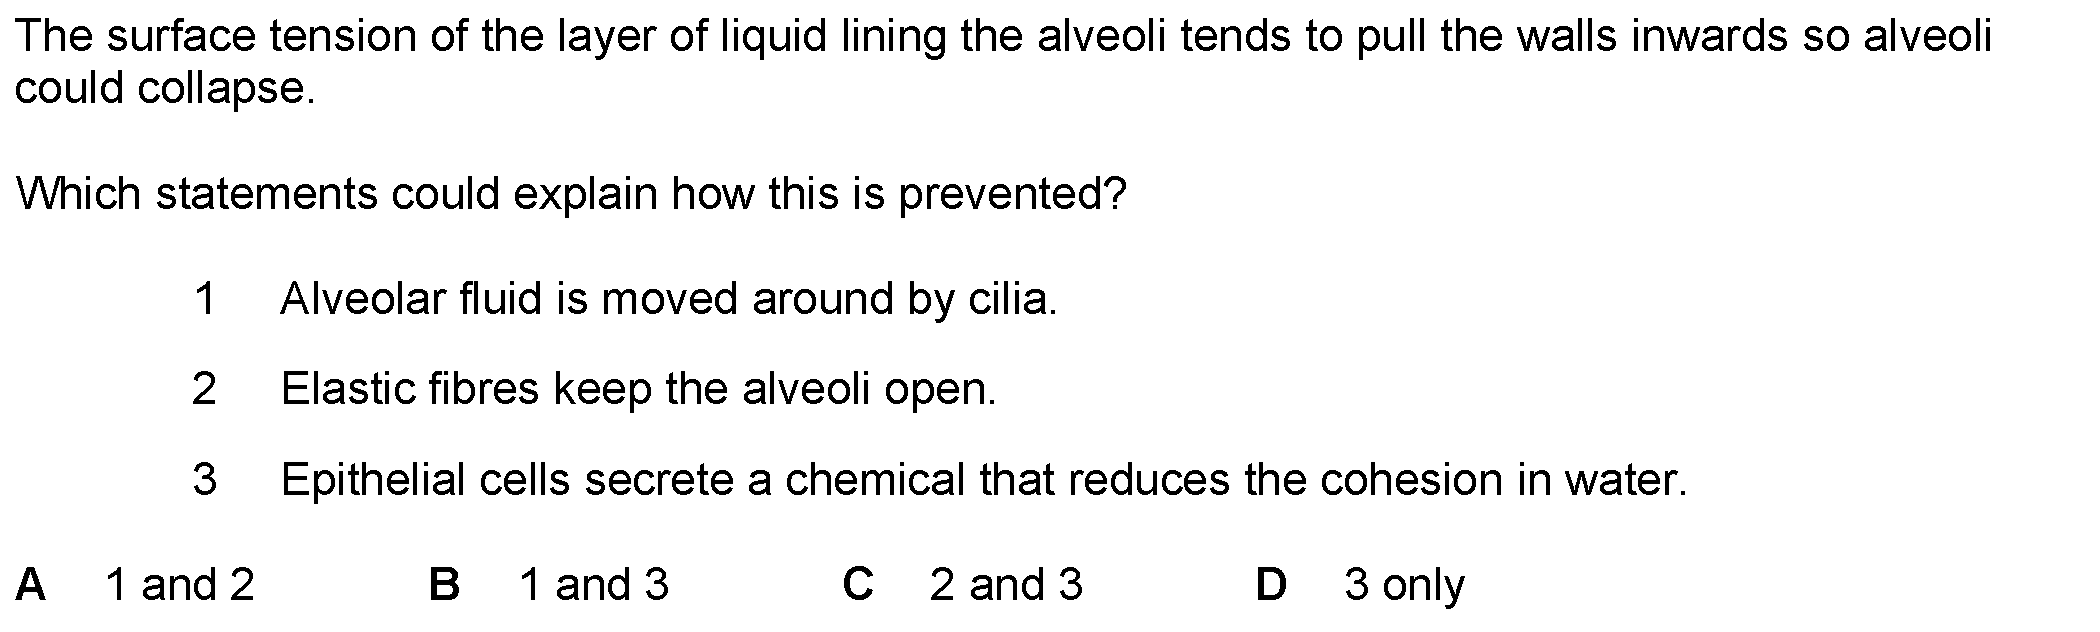 The surface tension of the layer of liquid lining the alveoli tends to pull the walls inwards so alveoli
could collapse.
Which statements could explain how this is prevented?
1 Alveolar fluid is moved around by cilia.
2 Elastic fibres keep the alveoli open.
3 Epithelial cells secrete a chemical that reduces the cohesion in water.
A 1 and 2 B 1 and 3 C 2 and 3 D 3 only